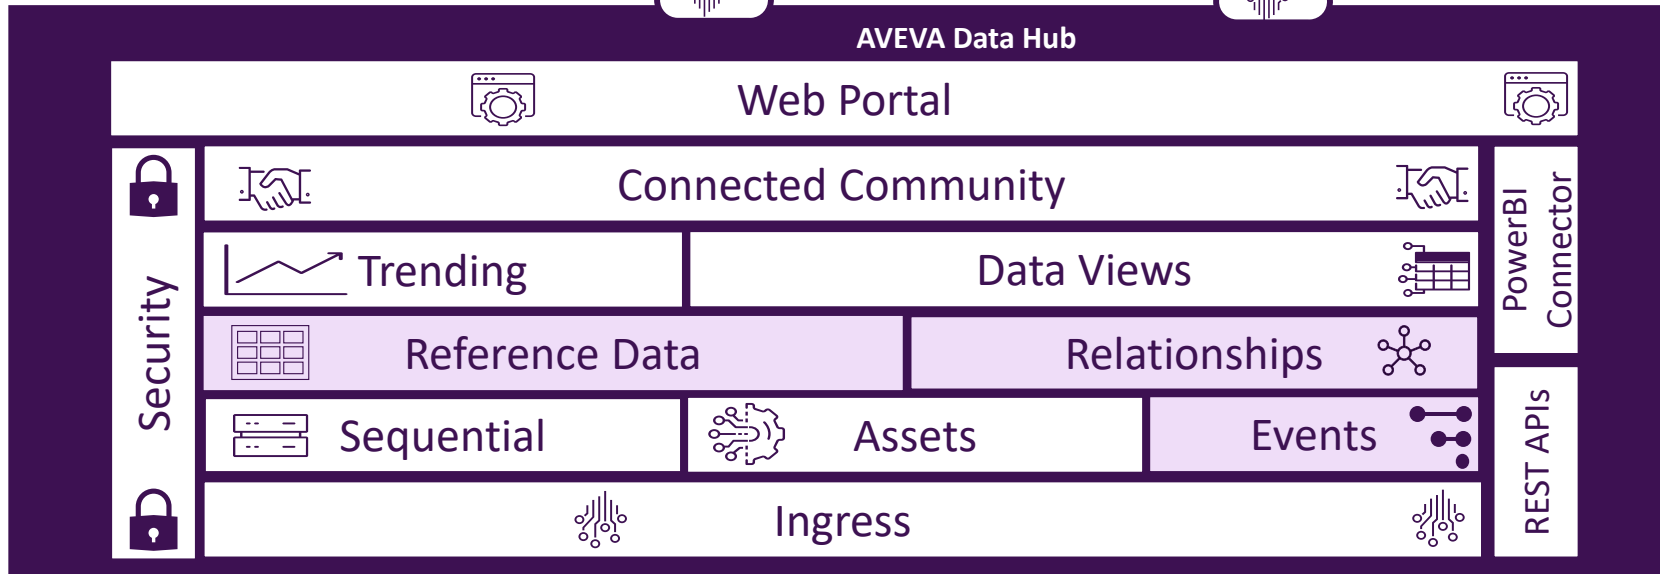 AVEVA Data Hub
Web Portal
Security
Connected Community
Trending
Data Views
Reference Data
Relationships
Sequential
Assets
Events
Ingress
PowerBI
Connector
REST APIs